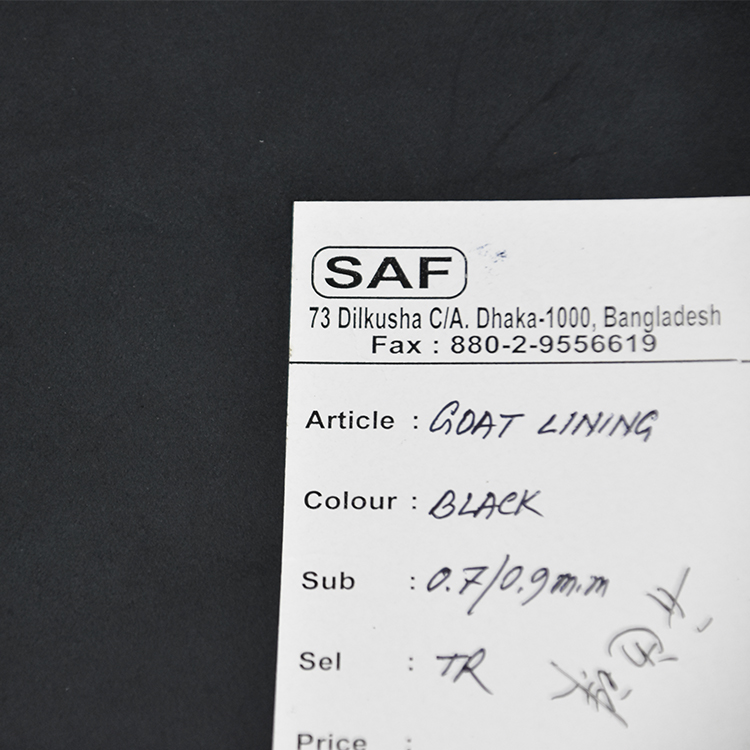 SAF
73 Dilkusha C/A. Dhaka-1000, Bangladesh
Fax : 880-2-9556619
Article : GOAT LINING
Colour : BLACK
Sub : 0.7/0.9m.m
Sel : TR
Price :